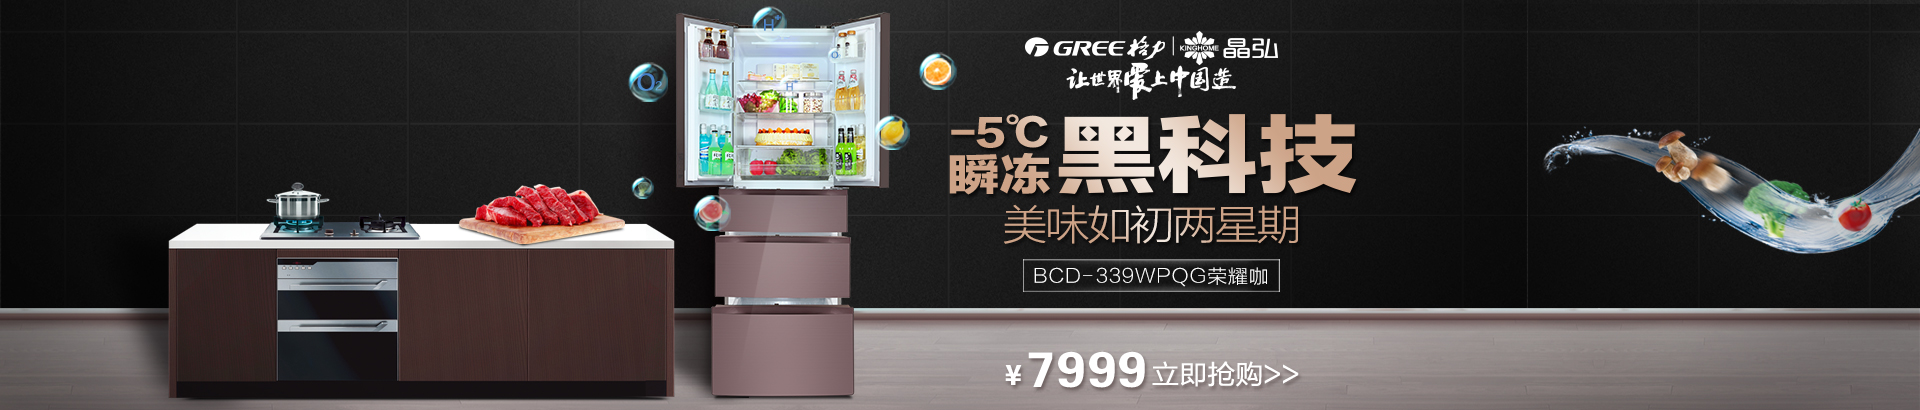 GREE 格力 | KINGHOME 晶弘
让世界爱上中国造
-5℃
瞬冻 黑科技
美味如初两星期
BCD-339WPQG荣耀咖
¥7999 立即抢购>>
H⁺
O₂
H